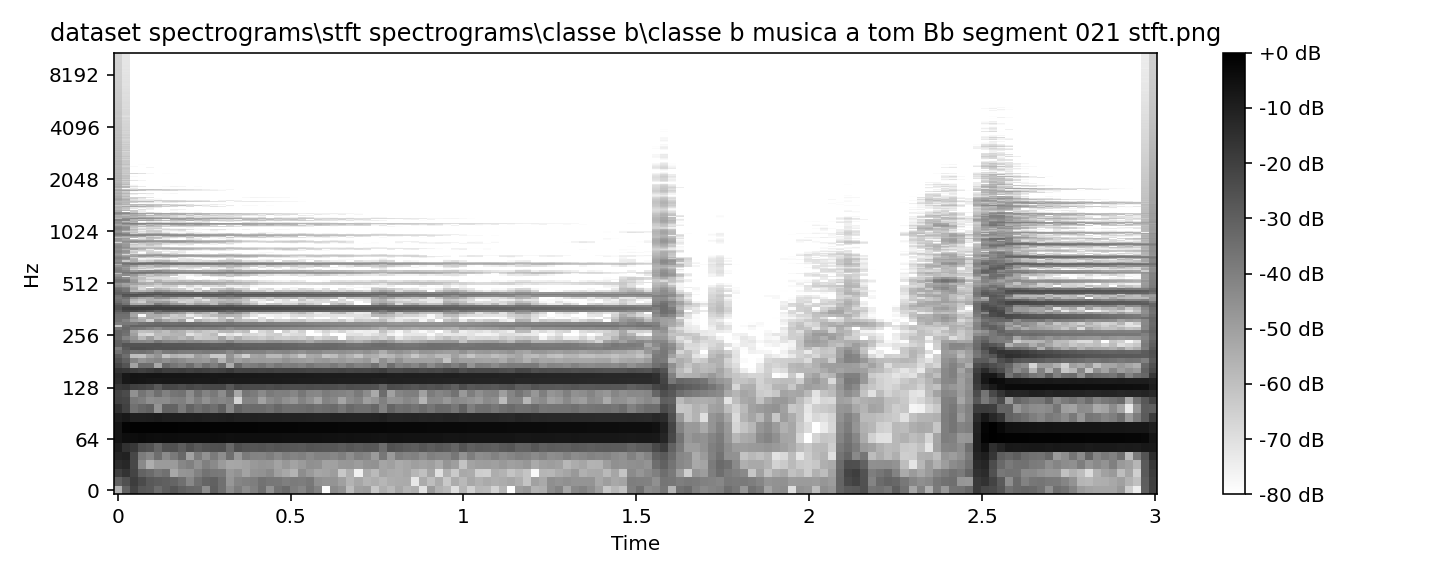 dataset spectrograms\stft spectrograms\classe b\classe b musica a tom Bb segment 021 stft.png
8192
4096
2048
1024
512
256
128
64
0
Hz
0
0.5
1
1.5
2
2.5
3
Time
+0 dB
-10 dB
-20 dB
-30 dB
-40 dB
-50 dB
-60 dB
-70 dB
-80 dB